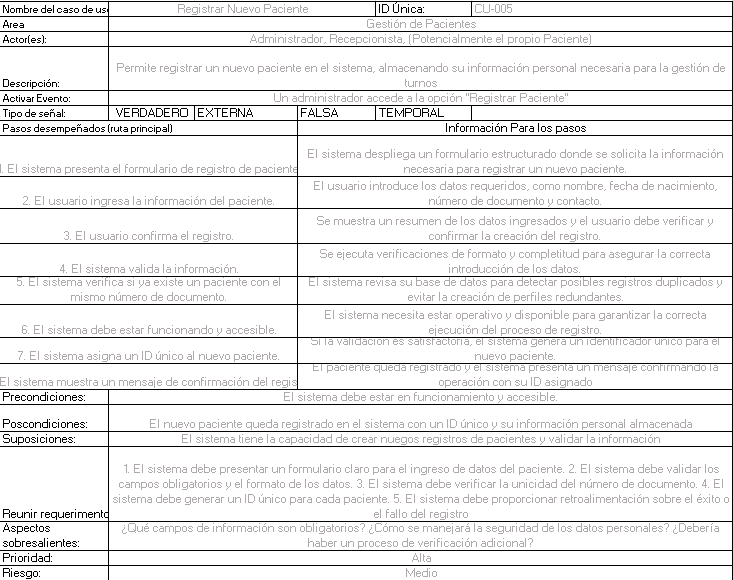 Nombre del caso de uso Registrar Nuevo Paciente ID Única: CU-005
Area Gestión de Pacientes
Actor(es): Administrador, Recepcionista, (Potencialmente el propio Paciente)
Permite registrar un nuevo paciente en el sistema, almacenando su información personal necesaria para la gestión de
Descripción: turnos
Activar Evento: Un administrador accede a la opción "Registrar Paciente"
Tipo de señal: VERDADERO EXTERNA FALSA TEMPORAL
Pasos desempeñados (ruta principal) Información Para los pasos
1. El sistema presenta el formulario de registro de paciente
El sistema despliega un formulario estructurado donde se solicita la información
necesaria para registrar un nuevo paciente.
2. El usuario ingresa la información del paciente.
El usuario introduce los datos requeridos, como nombre, fecha de nacimiento,
número de documento y contacto.
3. El usuario confirma el registro.
Se muestra un resumen de los datos ingresados y el usuario debe verificar y
confirmar la creación del registro.
4. El sistema valida la información.
Se ejecuta verificaciones de formato y completitud para asegurar la correcta
introducción de los datos.
5. El sistema verifica si ya existe un paciente con el
mismo número de documento.
El sistema revisa su base de datos para detectar posibles registros duplicados y
evitar la creación de perfiles redundantes.
6. El sistema debe estar funcionando y accesible.
El sistema necesita estar operativo y disponible para garantizar la correcta
ejecución del proceso de registro.
7. El sistema asigna un ID único al nuevo paciente.
Si la validación es satisfactoria, el sistema genera un identificador único para el
nuevo paciente.
El sistema muestra un mensaje de confirmación del regis
El paciente queda registrado y el sistema presenta un mensaje confirmando la
operación con su ID asignado
Precondiciones: El sistema debe estar en funcionamiento y accesible.
Poscondiciones: El nuevo paciente queda registrado en el sistema con un ID único y su información personal almacenada
Suposiciones: El sistema tiene la capacidad de crear nuegos registros de pacientes y validar la información
1. El sistema debe presentar un formulario claro para el ingreso de datos del paciente. 2. El sistema debe validar los
campos obligatorios y el formato de los datos. 3. El sistema debe verificar la unicidad del número de documento. 4. El
sistema debe generar un ID único para cada paciente. 5. El sistema debe proporcionar retroalimentación sobre el éxito o
Reunir requerimiento el fallo del registro
Aspectos ¿Qué campos de información son obligatorios? ¿Cómo se manejará la seguridad de los datos personales? ¿Debería
sobresalientes: haber un proceso de verificación adicional?
Prioridad: Alta
Riesgo: Medio